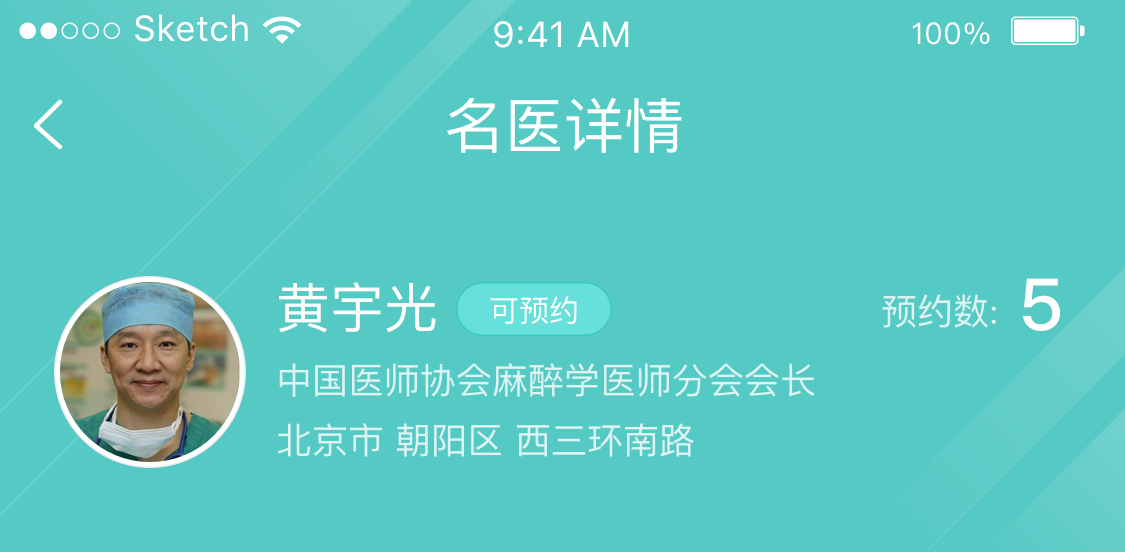 Sketch 9:41 AM 100%
名医详情
黄宇光 可预约 预约数: 5
中国医师协会麻醉学医师分会会长
北京市 朝阳区 西三环南路